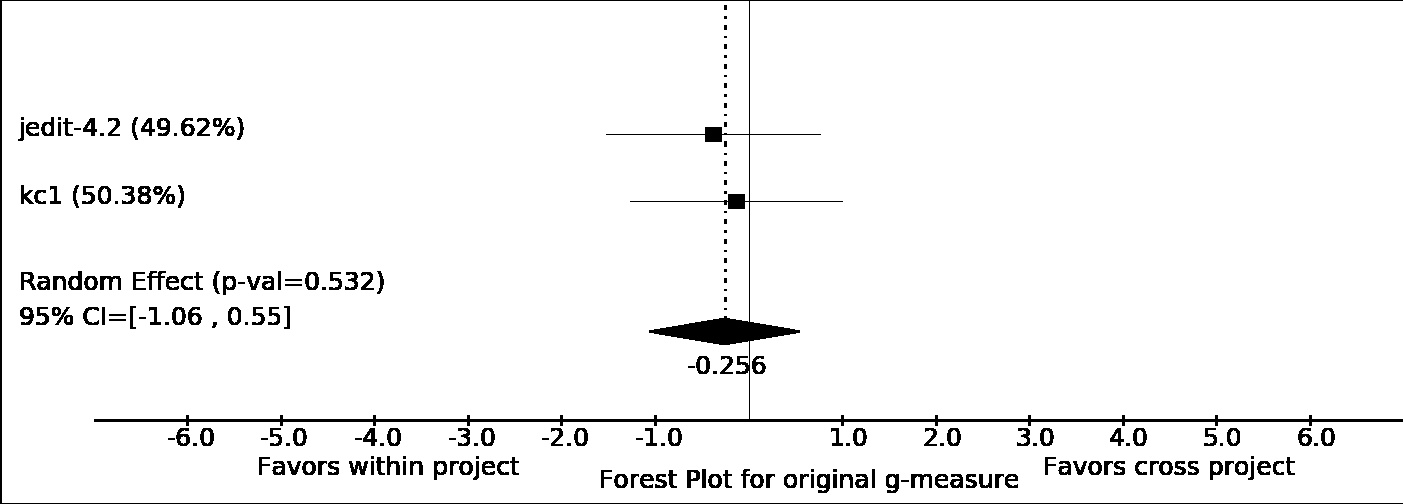 jedit-4.2 (49.62%)
kc1 (50.38%)
Random Effect (p-val=0.532)
95% CI=[-1.06 , 0.55]
-0.256
-6.0 -5.0 -4.0 -3.0 -2.0 -1.0 1.0 2.0 3.0 4.0 5.0 6.0
Favors within project Favors cross project
Forest Plot for original g-measure